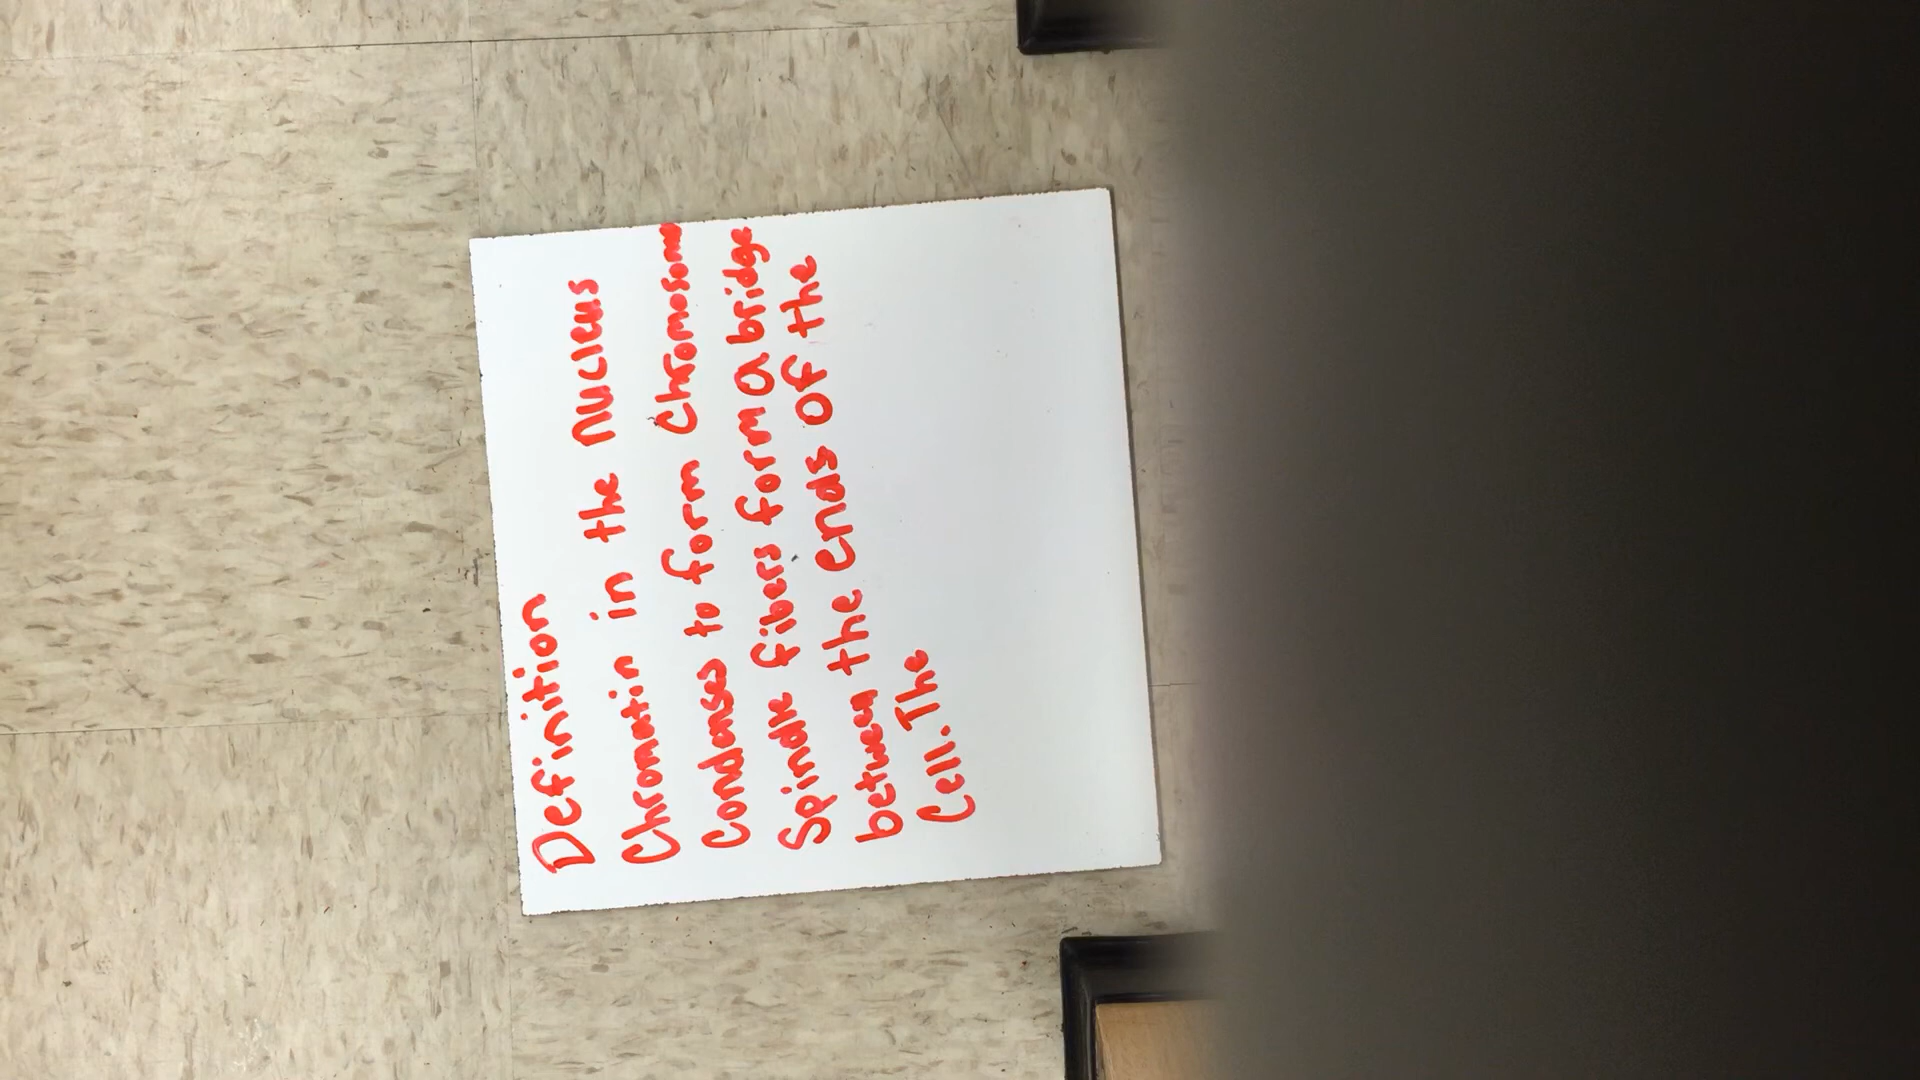 Definition
Chromatin in the Nucleus
Condenses to form Chromosome
Spindle fibers form a bridge
between the ends of the
Cell. The